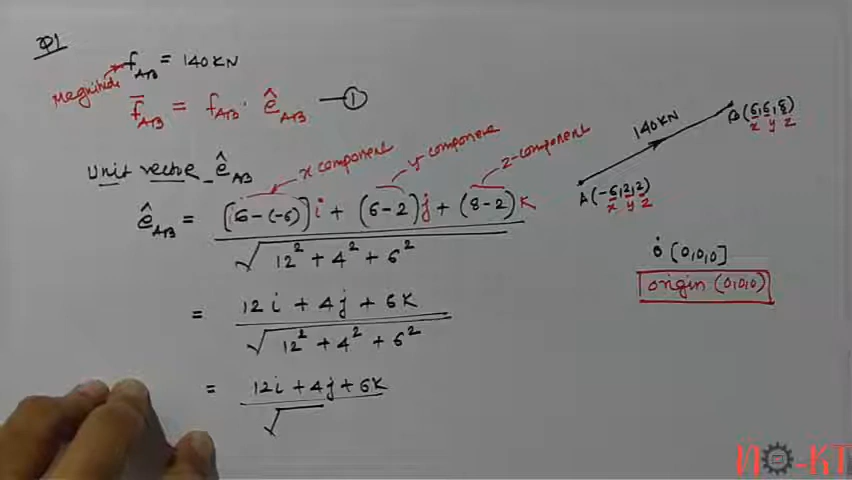 Q1
f_AB = 140KN
Magnitude
f̅_AB = f_AB · ê_AB —①
Unit vector ê_AB
x component
y component
z-component
ê_AB = [6-(-6)]i + (6-2)j + (8-2)k
√12² + 4² + 6²
= 12i + 4j + 6k
√12² + 4² + 6²
= 12i + 4j + 6k
√
140KN
B(6,6,8)
x y z
A(-6,2,2)
x y z
o [0,0,0]
origin (0,0,0)
NO-KT